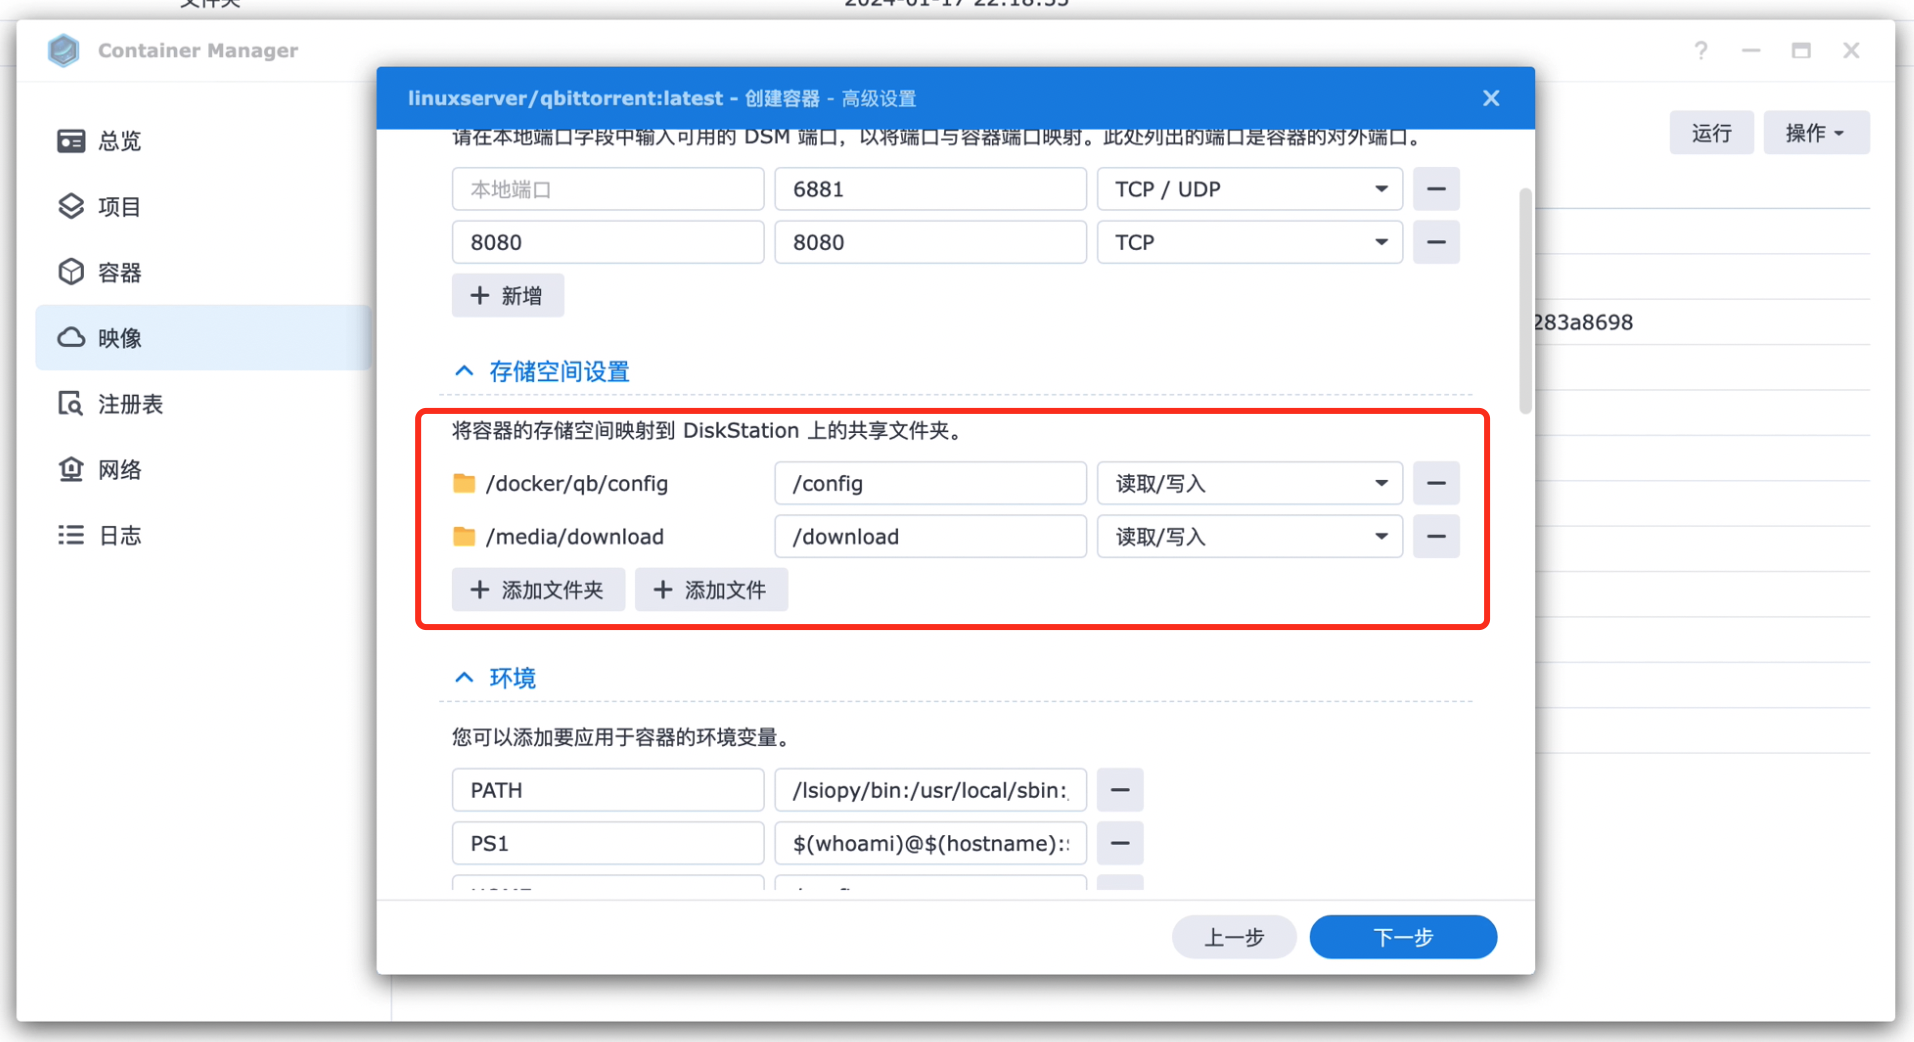 2024-01-17 22:18:35
Container Manager
总览
项目
容器
映像
注册表
网络
日志
运行
操作
283a8698
linuxserver/qbittorrent:latest - 创建容器 - 高级设置
请在本地端口字段中输入可用的 DSM 端口，以将端口与容器端口映射。此处列出的端口是容器的对外端口。
本地端口 6881 TCP / UDP
8080 8080 TCP
新增
存储空间设置
将容器的存储空间映射到 DiskStation 上的共享文件夹。
/docker/qb/config /config 读取/写入
/media/download /download 读取/写入
添加文件夹 添加文件
环境
您可以添加要应用于容器的环境变量。
PATH /lsiopy/bin:/usr/local/sbin:
PS1 $(whoami)@$(hostname):
上一步 下一步